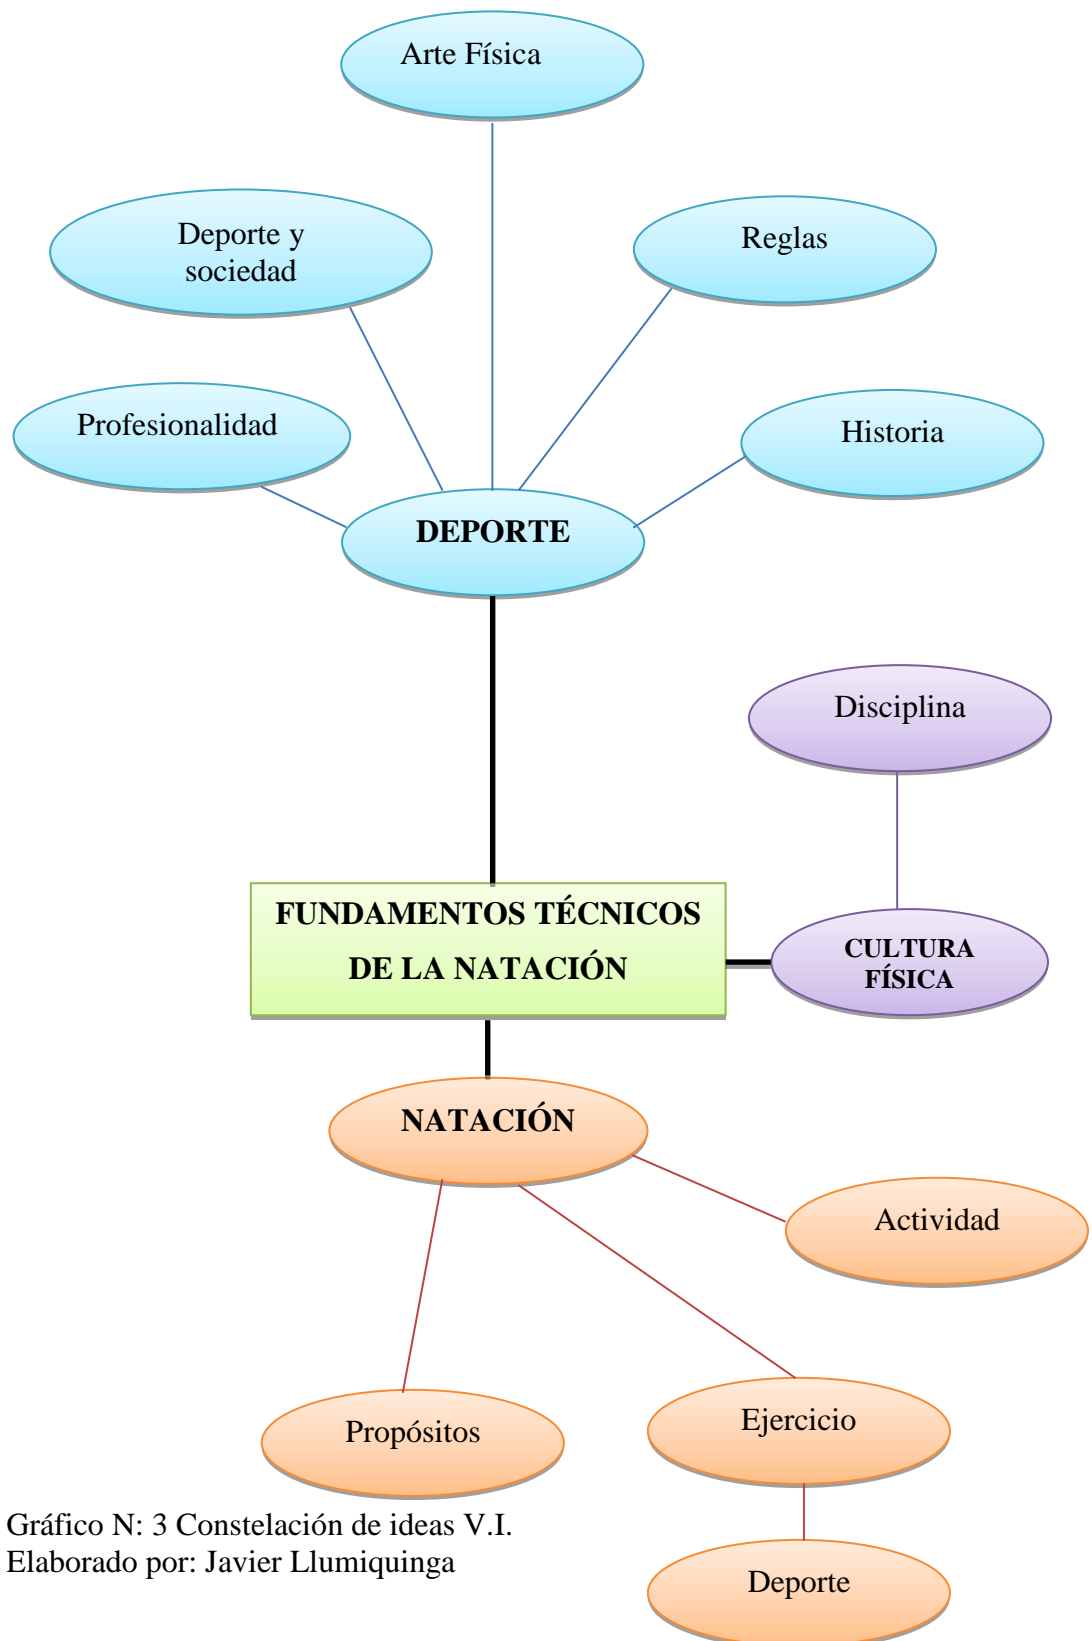 Arte Física
Deporte y
sociedad
Reglas
Profesionalidad
Historia
DEPORTE
Disciplina
FUNDAMENTOS TÉCNICOS
DE LA NATACIÓN
CULTURA
FÍSICA
NATACIÓN
Actividad
Propósitos
Ejercicio
Gráfico N: 3 Constelación de ideas V.I.
Elaborado por: Javier Llumiquinga
Deporte